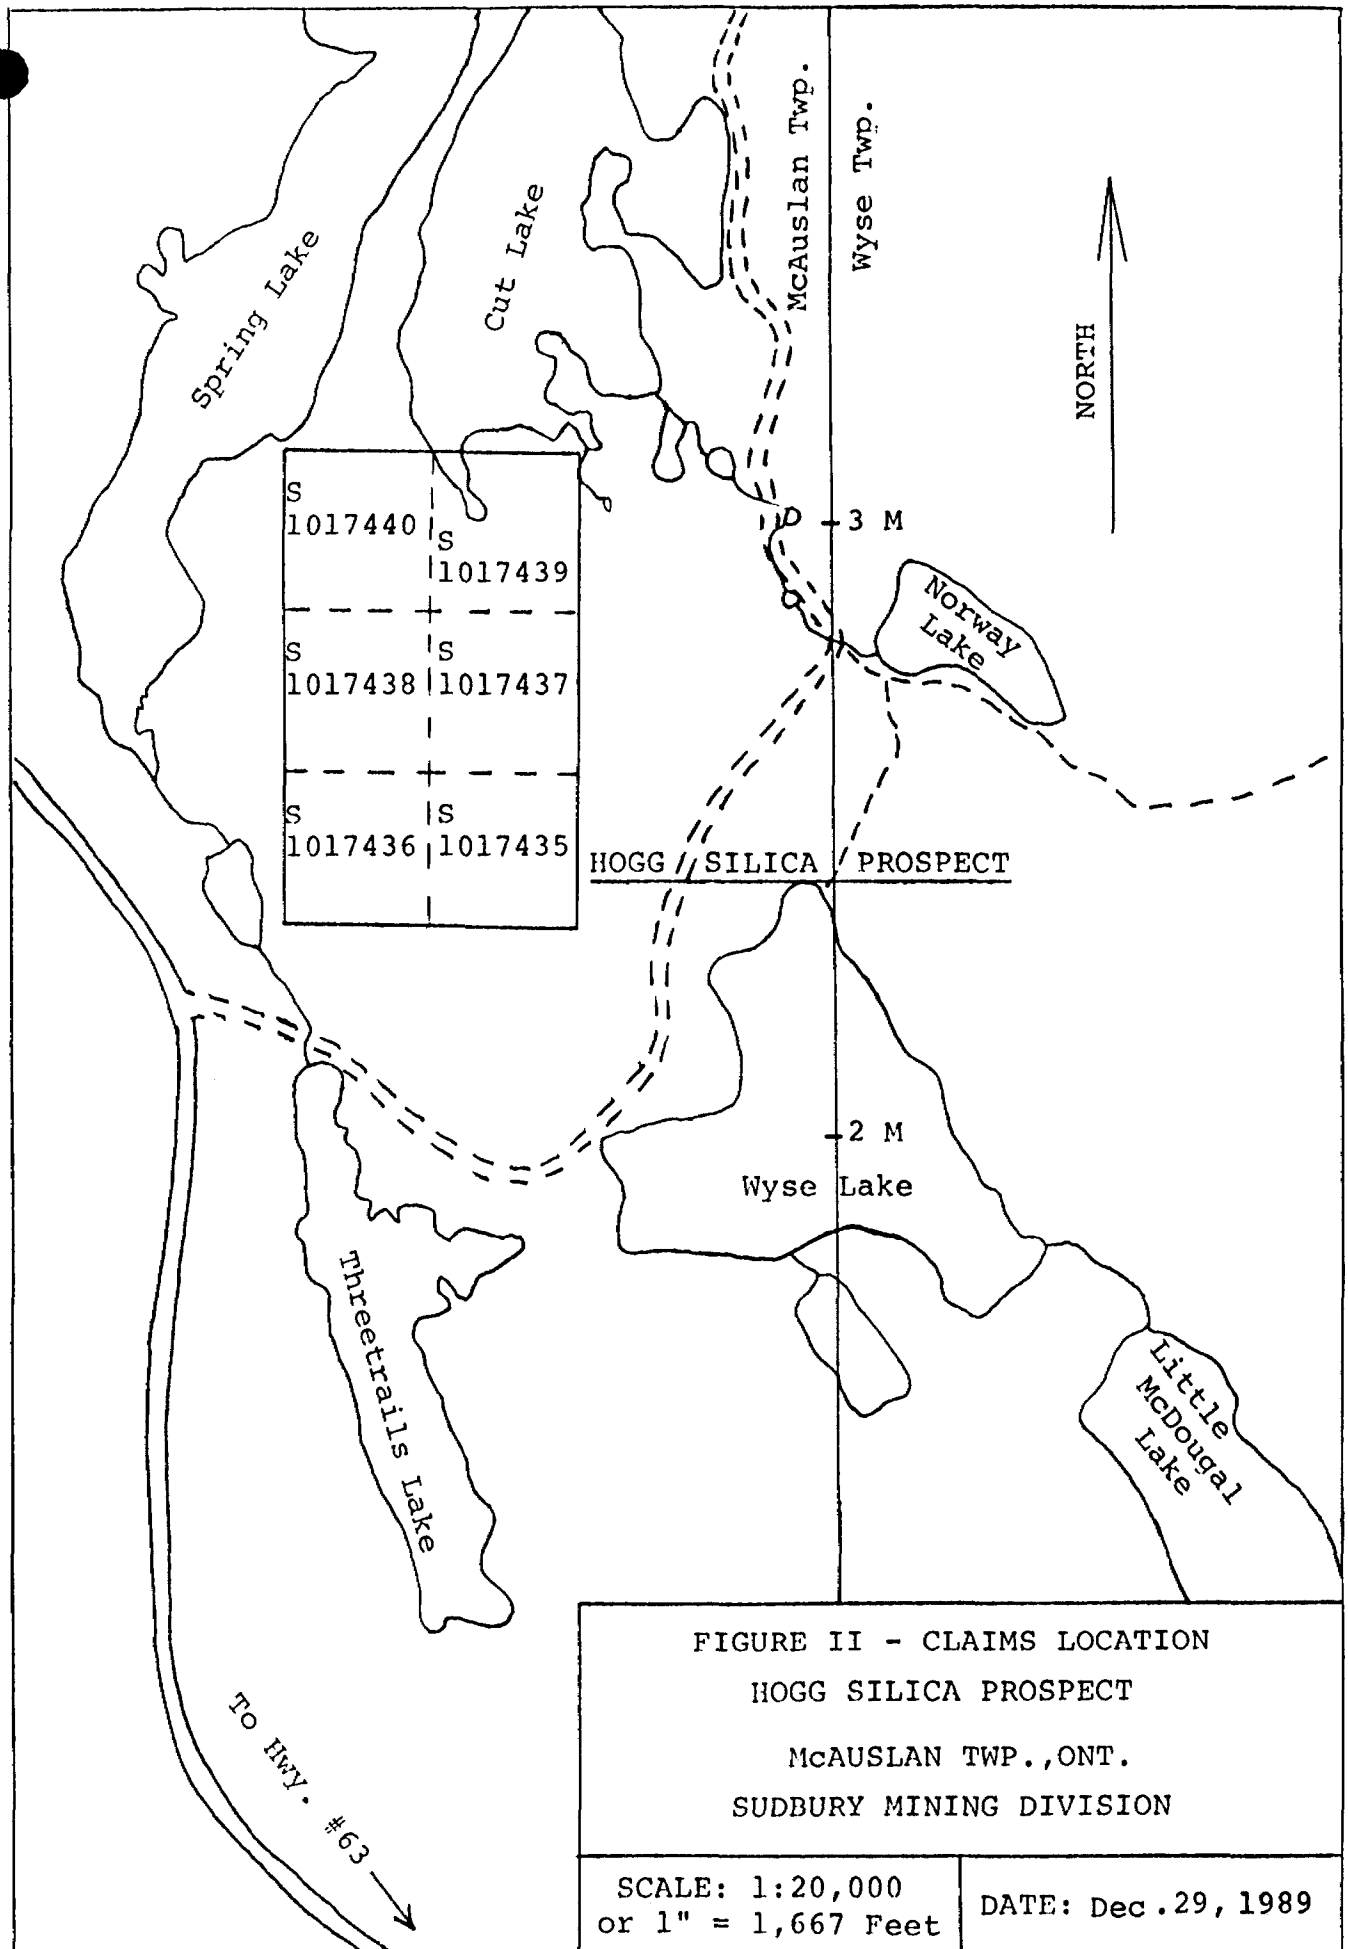 McAuslan Twp.
Wyse Twp.
Spring Lake
Cut Lake
NORTH
S
1017440
S
1017439
3 M
Norway
Lake
S
1017438
S
1017437
S
1017436
S
1017435
HOGG SILICA PROSPECT
2 M
Wyse Lake
Threetrails Lake
Little
McDougal
Lake
To Hwy. #63
FIGURE II - CLAIMS LOCATION
HOGG SILICA PROSPECT
McAUSLAN TWP.,ONT.
SUDBURY MINING DIVISION
SCALE: 1:20,000
or 1" = 1,667 Feet
DATE: Dec.29, 1989